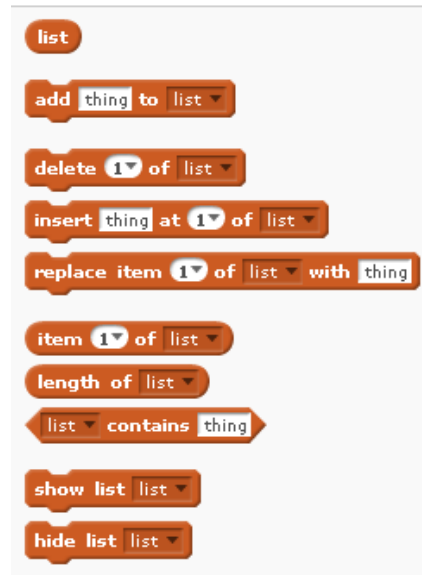 list
add thing to list
delete 1 of list
insert thing at 1 of list
replace item 1 of list with thing
item 1 of list
length of list
list contains thing
show list list
hide list list